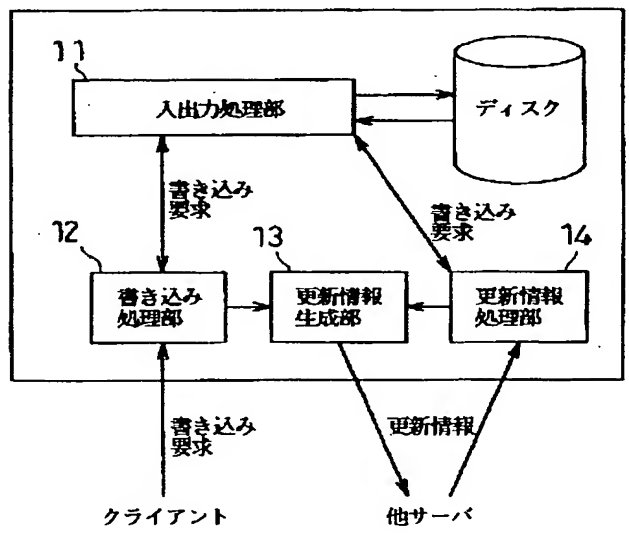 11
入出力処理部
ディスク
書き込み
要求
書き込み
要求
12
13
14
書き込み
処理部
更新情報
生成部
更新情報
処理部
書き込み
要求
更新情報
クライアント
他サーバ